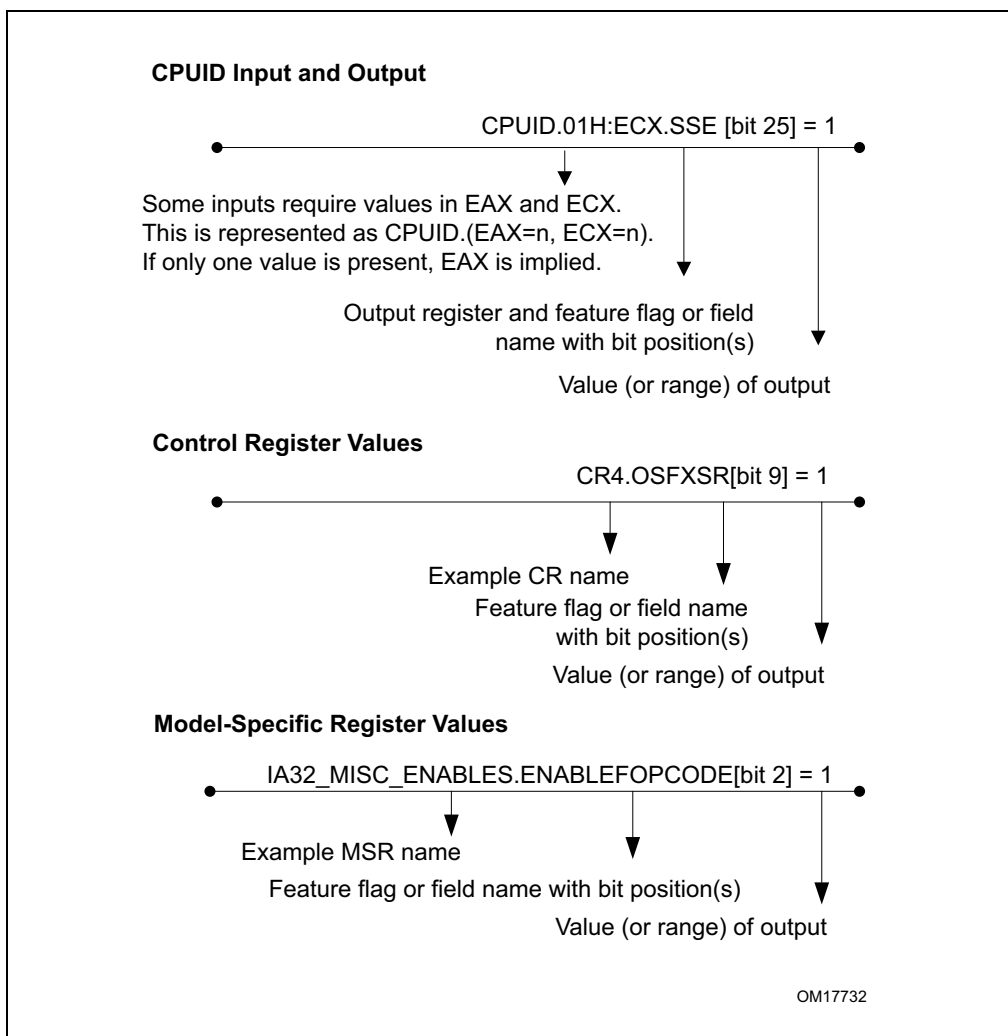 CPUID Input and Output
CPUID.01H:ECX.SSE [bit 25] = 1
Some inputs require values in EAX and ECX.
This is represented as CPUID.(EAX=n, ECX=n).
If only one value is present, EAX is implied.
Output register and feature flag or field
name with bit position(s)
Value (or range) of output
Control Register Values
CR4.OSFXSR[bit 9] = 1
Example CR name
Feature flag or field name
with bit position(s)
Value (or range) of output
Model-Specific Register Values
IA32_MISC_ENABLES.ENABLEFOPCODE[bit 2] = 1
Example MSR name
Feature flag or field name with bit position(s)
Value (or range) of output
OM17732